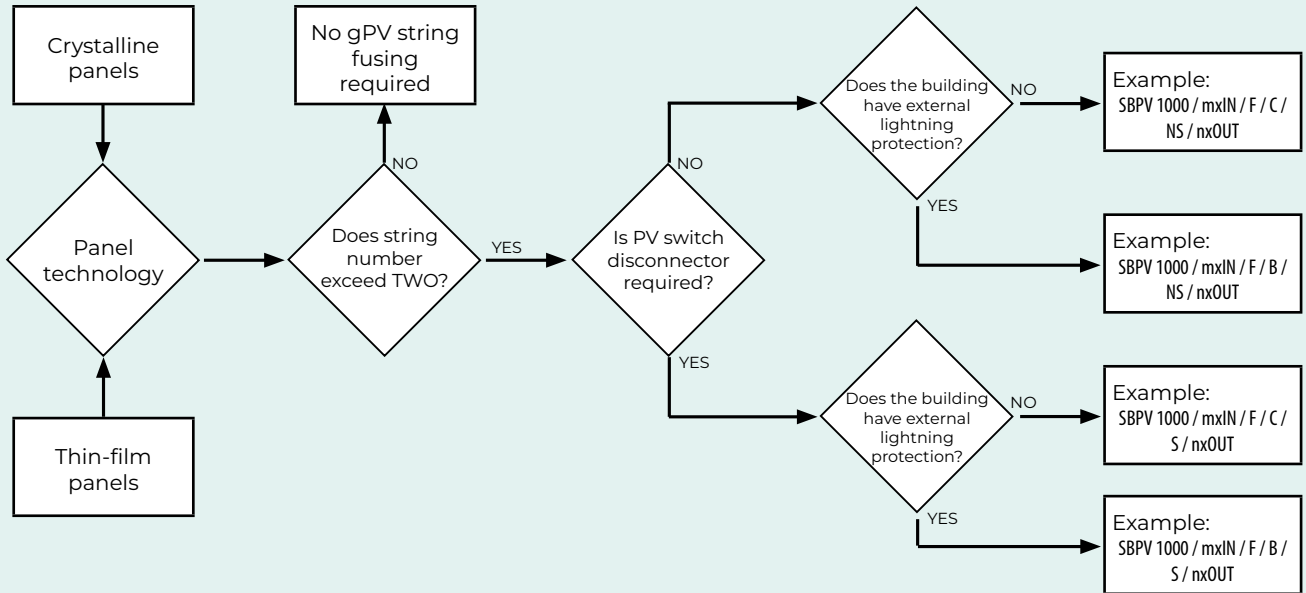 Crystalline
panels
No gPV string
fusing
required
Panel
technology
Thin-film
panels
Does string
number
exceed TWO?
NO
YES
Is PV switch
disconnector
required?
NO
YES
Does the building
have external
lightning
protection?
NO
YES
Example:
SBPV 1000 / mxIN / F / C /
NS / nxOUT
Example:
SBPV 1000 / mxIN / F / B /
NS / nxOUT
Does the building
have external
lightning
protection?
NO
YES
Example:
SBPV 1000 / mxIN / F / C /
S / nxOUT
Example:
SBPV 1000 / mxIN / F / B /
S / nxOUT